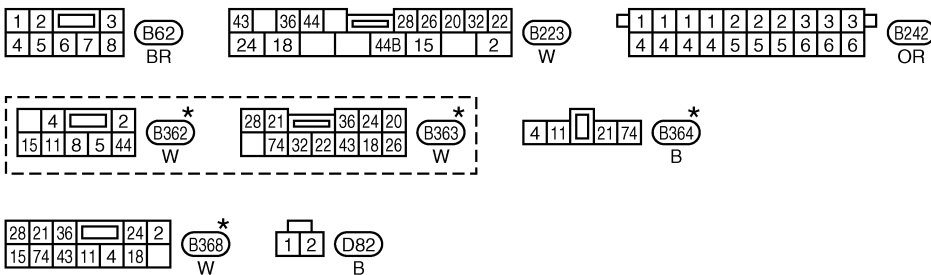 1 2 3 B62 43 36 44 28 26 20 32 22 B223 1 1 1 1 2 2 2 3 3 3 B242
4 5 6 7 8 BR 24 18 44B 15 2 W 4 4 4 4 5 5 5 6 6 6 OR
4 2 B362 * 28 21 36 24 20 B363 * 4 11 21 74 B364 *
15 11 8 5 44 W 74 32 22 43 18 26 W B
28 21 36 24 2 B368 * 1 2 D82
15 74 43 11 4 18 W B